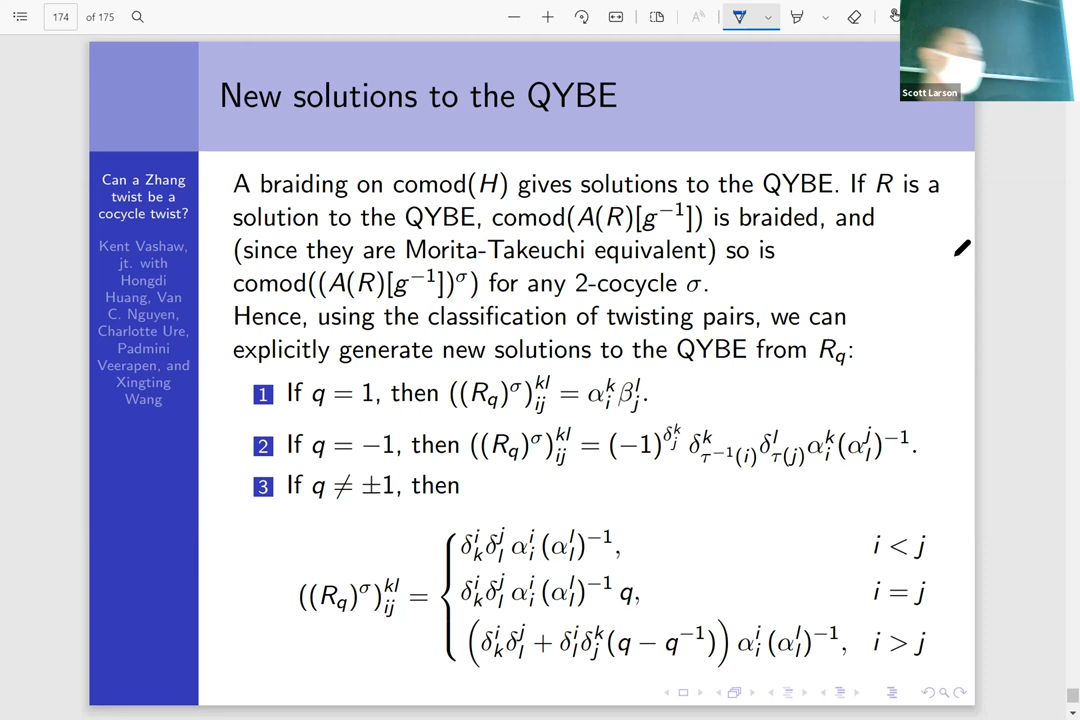 174 of 175
Scott Larson
New solutions to the QYBE
Can a Zhang
twist be a
cocycle twist?
Kent Vashaw,
jt. with
Hongdi
Huang, Van
C. Nguyen,
Charlotte Ure,
Padmini
Veerapen, and
Xingting
Wang
A braiding on comod(H) gives solutions to the QYBE. If R is a
solution to the QYBE, comod(A(R)[g⁻¹]) is braided, and
(since they are Morita-Takeuchi equivalent) so is
comod((A(R)[g⁻¹])^σ) for any 2-cocycle σ.
Hence, using the classification of twisting pairs, we can
explicitly generate new solutions to the QYBE from R_q:
1 If q = 1, then ((R_q)^σ)_{ij}^{kl} = α_i^k β_j^l.
2 If q = −1, then ((R_q)^σ)_{ij}^{kl} = (−1)^{δ_j^k} δ_{τ⁻¹(i)}^k δ_{τ(j)}^l α_i^k (α_l^j)⁻¹.
3 If q ≠ ±1, then
((R_q)^σ)_{ij}^{kl} = {
δ_k^i δ_l^j α_i^i (α_l^l)⁻¹, i < j
δ_k^i δ_l^j α_i^i (α_l^l)⁻¹ q, i = j
(δ_k^i δ_l^j + δ_l^i δ_j^k (q − q⁻¹)) α_i^i (α_l^l)⁻¹, i > j